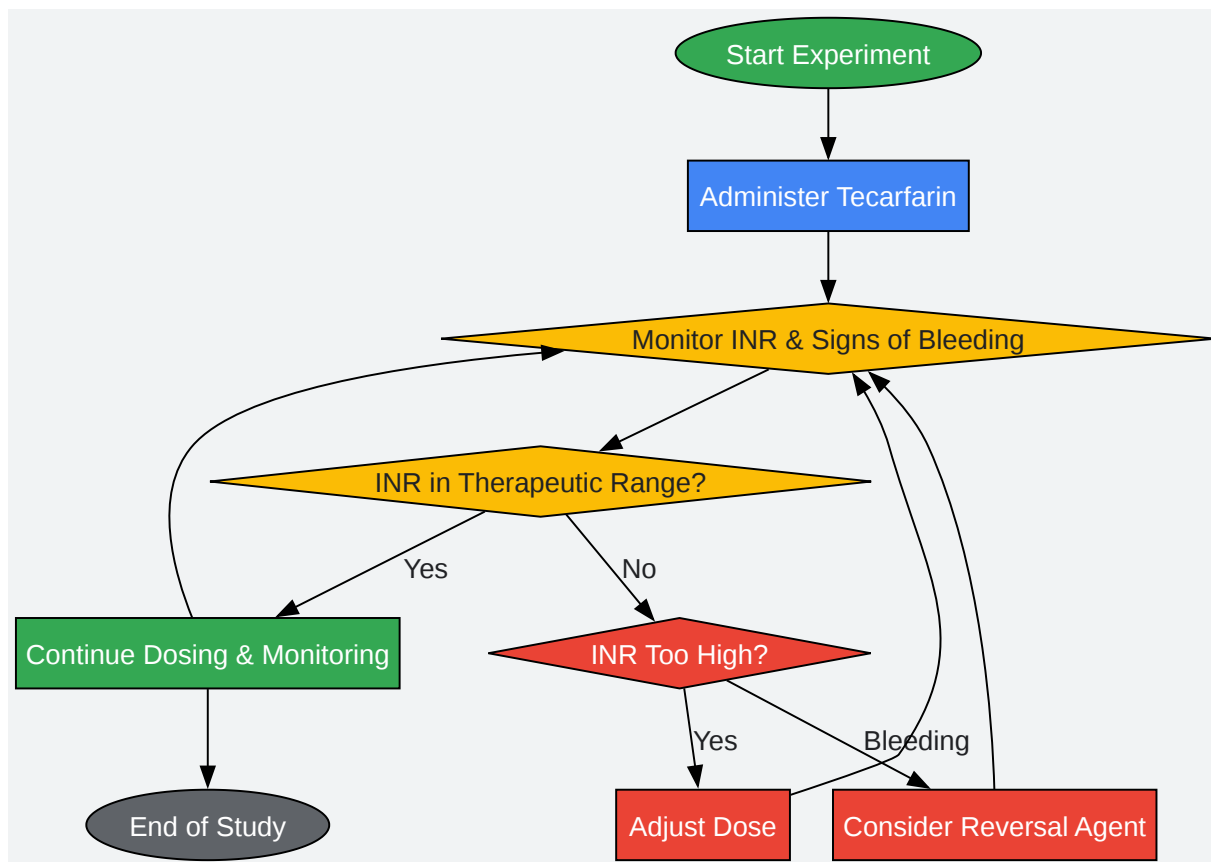 Start Experiment
Administer Tecarfarin
Monitor INR & Signs of Bleeding
INR in Therapeutic Range?
Yes
No
Continue Dosing & Monitoring
INR Too High?
Yes
Bleeding
End of Study
Adjust Dose
Consider Reversal Agent